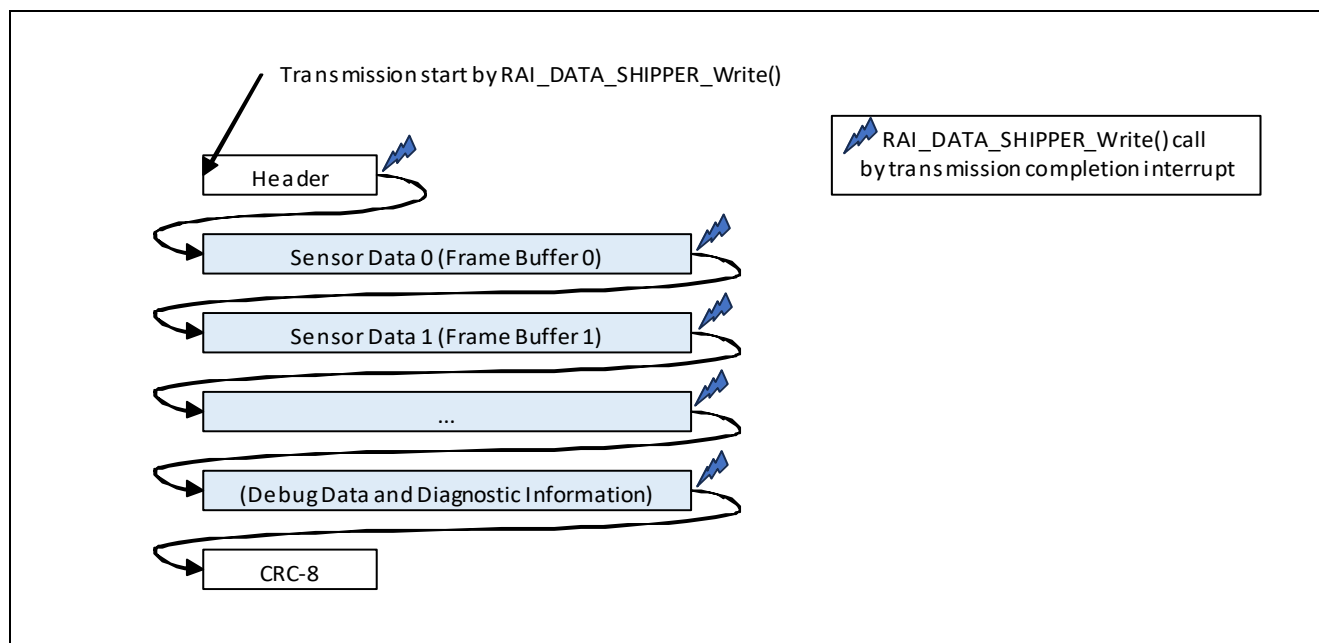 Transmission start by RAI_DATA_SHIPPER_Write()
RAI_DATA_SHIPPER_Write() call
by transmission completion interrupt
Header
Sensor Data 0 (Frame Buffer 0)
Sensor Data 1 (Frame Buffer 1)
...
(Debug Data and Diagnostic Information)
CRC-8